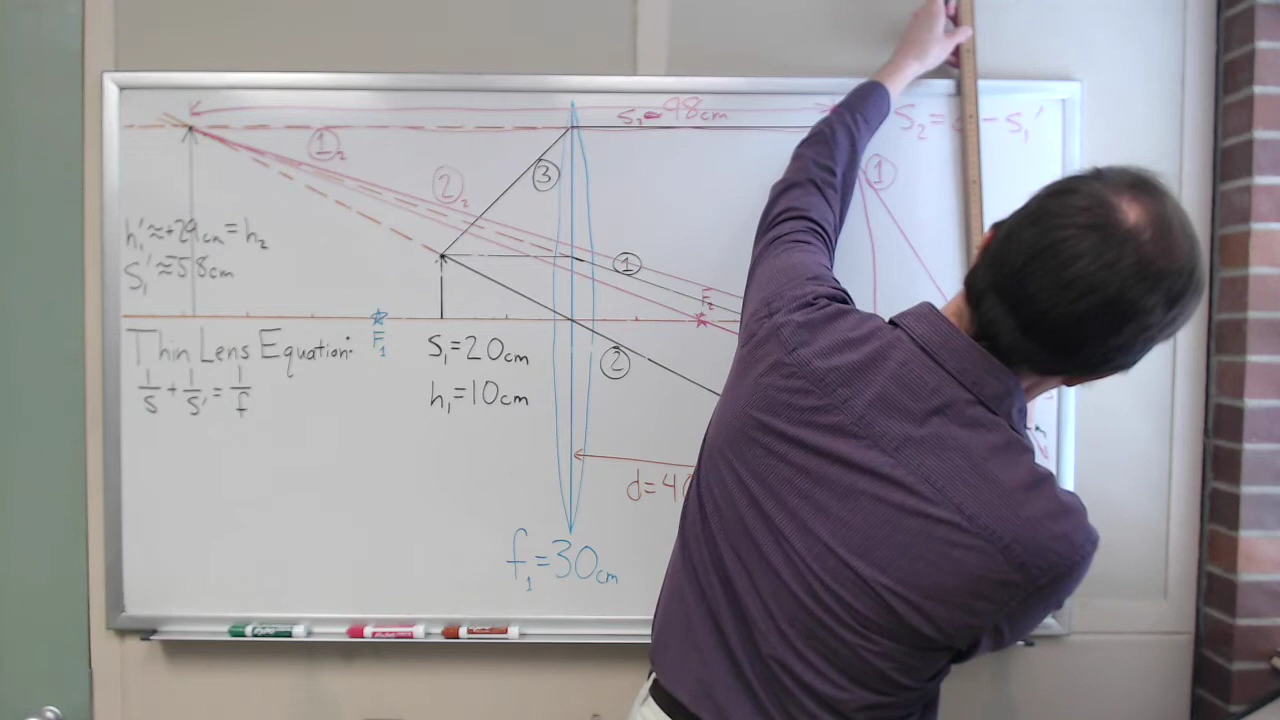 S₂=98cm
S₂=d-S₁'
①₂
②₂
③
①
h₁'≈+29cm=h₂
S₁'≈-58cm
①
F₂
F₁
Thin Lens Equation:
1/s + 1/s' = 1/f
S₁=20cm
h₁=10cm
②
d=40
f₁=30cm